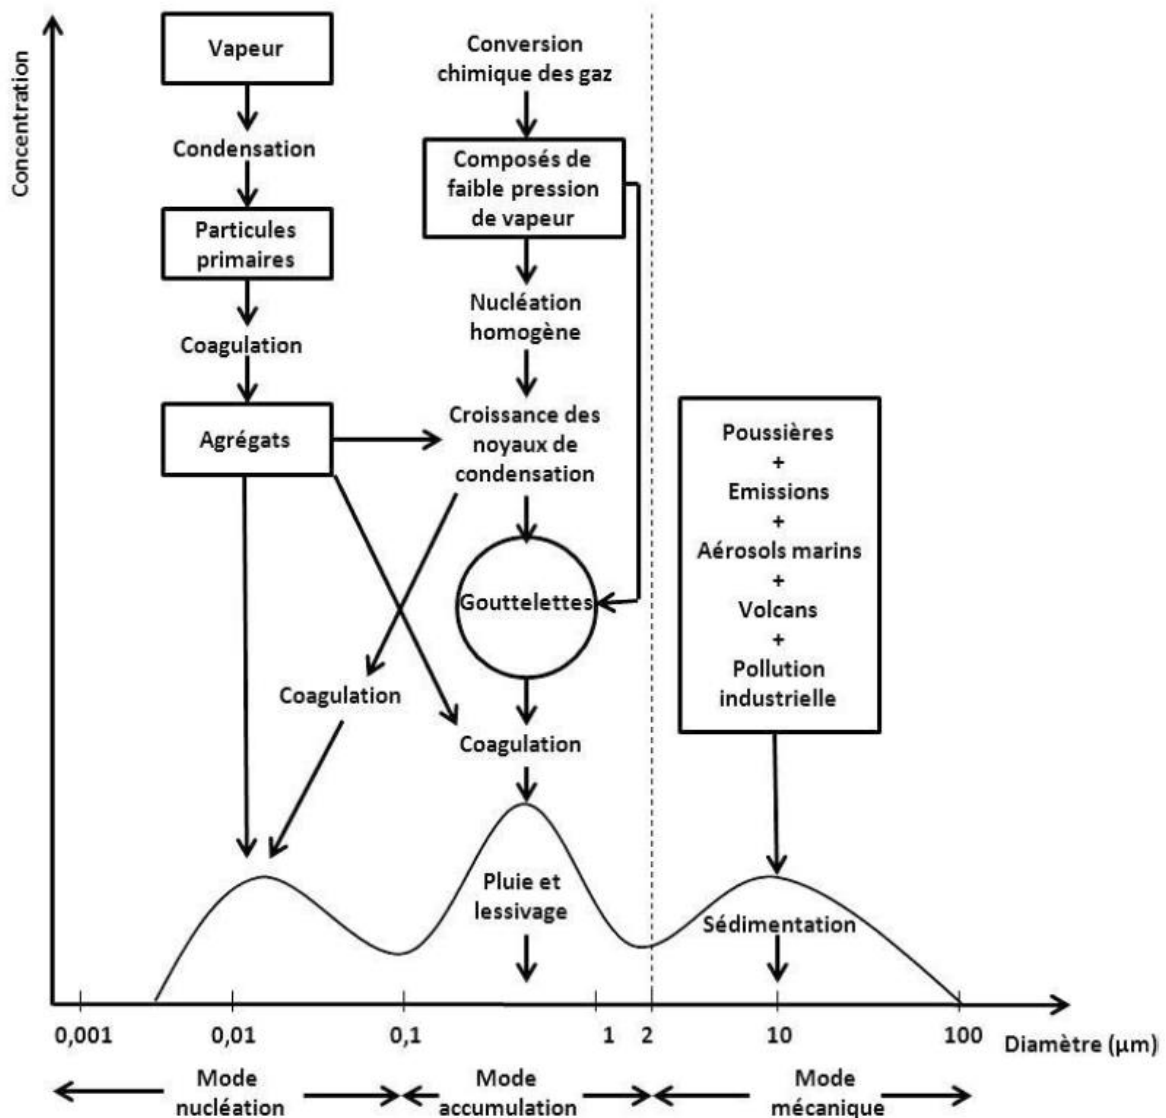 Concentration
Vapeur
Condensation
Particules
primaires
Coagulation
Agrégats
Conversion
chimique des gaz
Composés de
faible pression
de vapeur
Nucléation
homogène
Croissance des
noyaux de
condensation
Gouttelettes
Coagulation
Coagulation
Poussières
+
Emissions
+
Aérosols marins
+
Volcans
+
Pollution
industrielle
Pluie et
lessivage
Sédimentation
0,001 0,01 0,1 1 2 10 100 Diamètre (µm)
Mode
nucléation
Mode
accumulation
Mode
mécanique